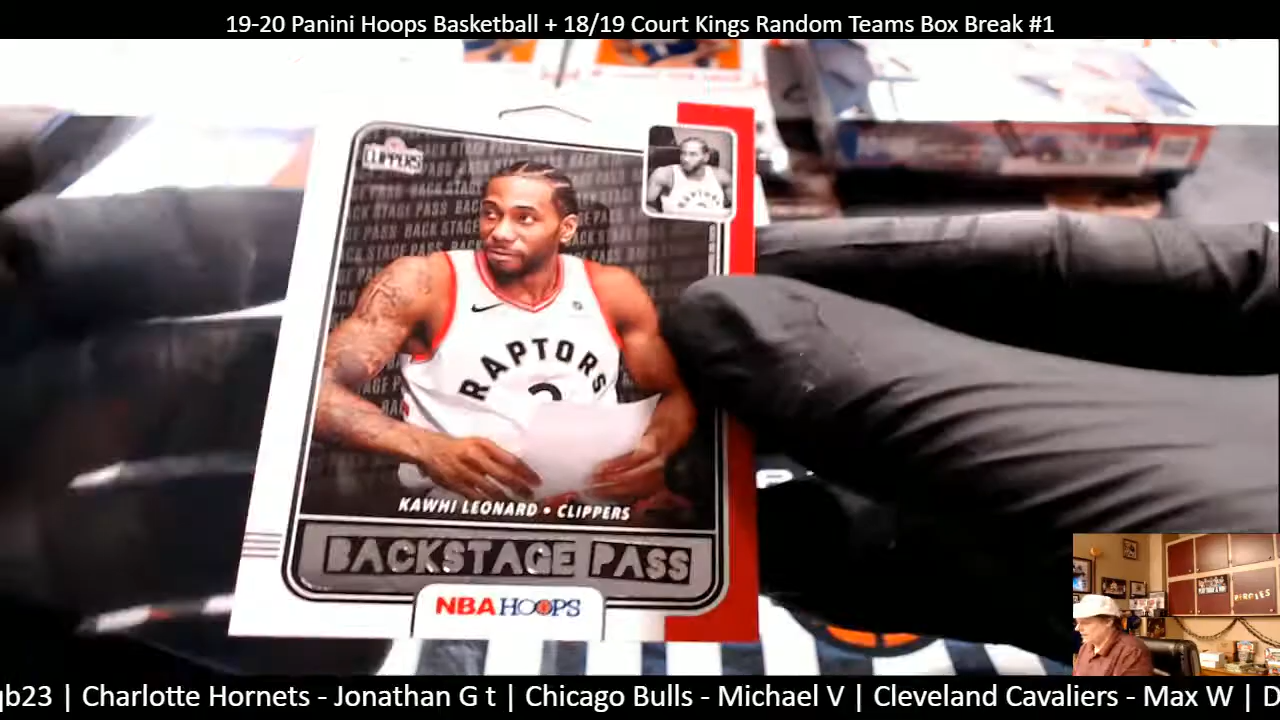 19-20 Panini Hoops Basketball + 18/19 Court Kings Random Teams Box Break #1
CLIPPERS
BACK STAGE PASS
RAPTORS
KAWHI LEONARD • CLIPPERS
BACKSTAGE PASS
NBA HOOPS
qb23 | Charlotte Hornets - Jonathan G t | Chicago Bulls - Michael V | Cleveland Cavaliers - Max W | D